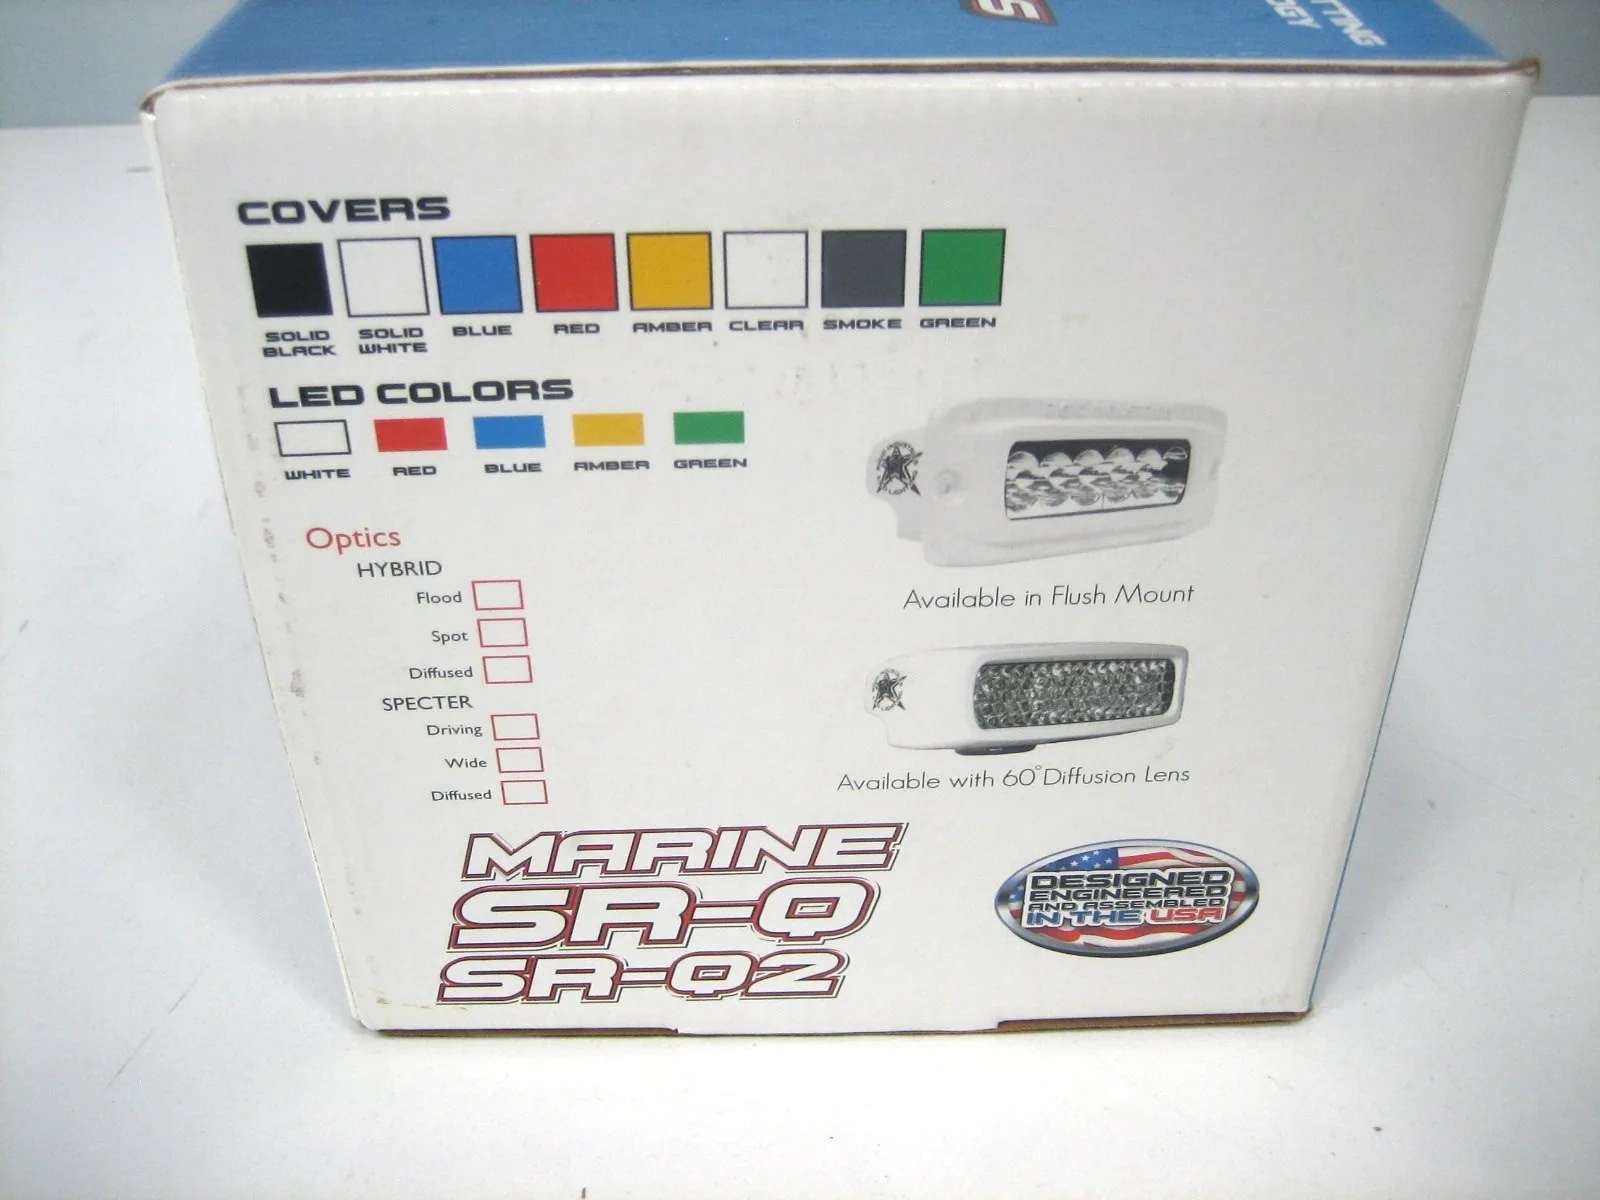 COVERS
SOLID BLACK
SOLID WHITE
BLUE
RED
AMBER
CLEAR
SMOKE
GREEN
LED COLORS
WHITE
RED
BLUE
AMBER
GREEN
Optics
HYBRID
Flood
Spot
Diffused
SPECTER
Driving
Wide
Diffused
Available in Flush Mount
Available with 60° Diffusion Lens
MARINE
SR-Q
SR-Q2
DESIGNED
ENGINEERED
AND ASSEMBLED
IN THE USA